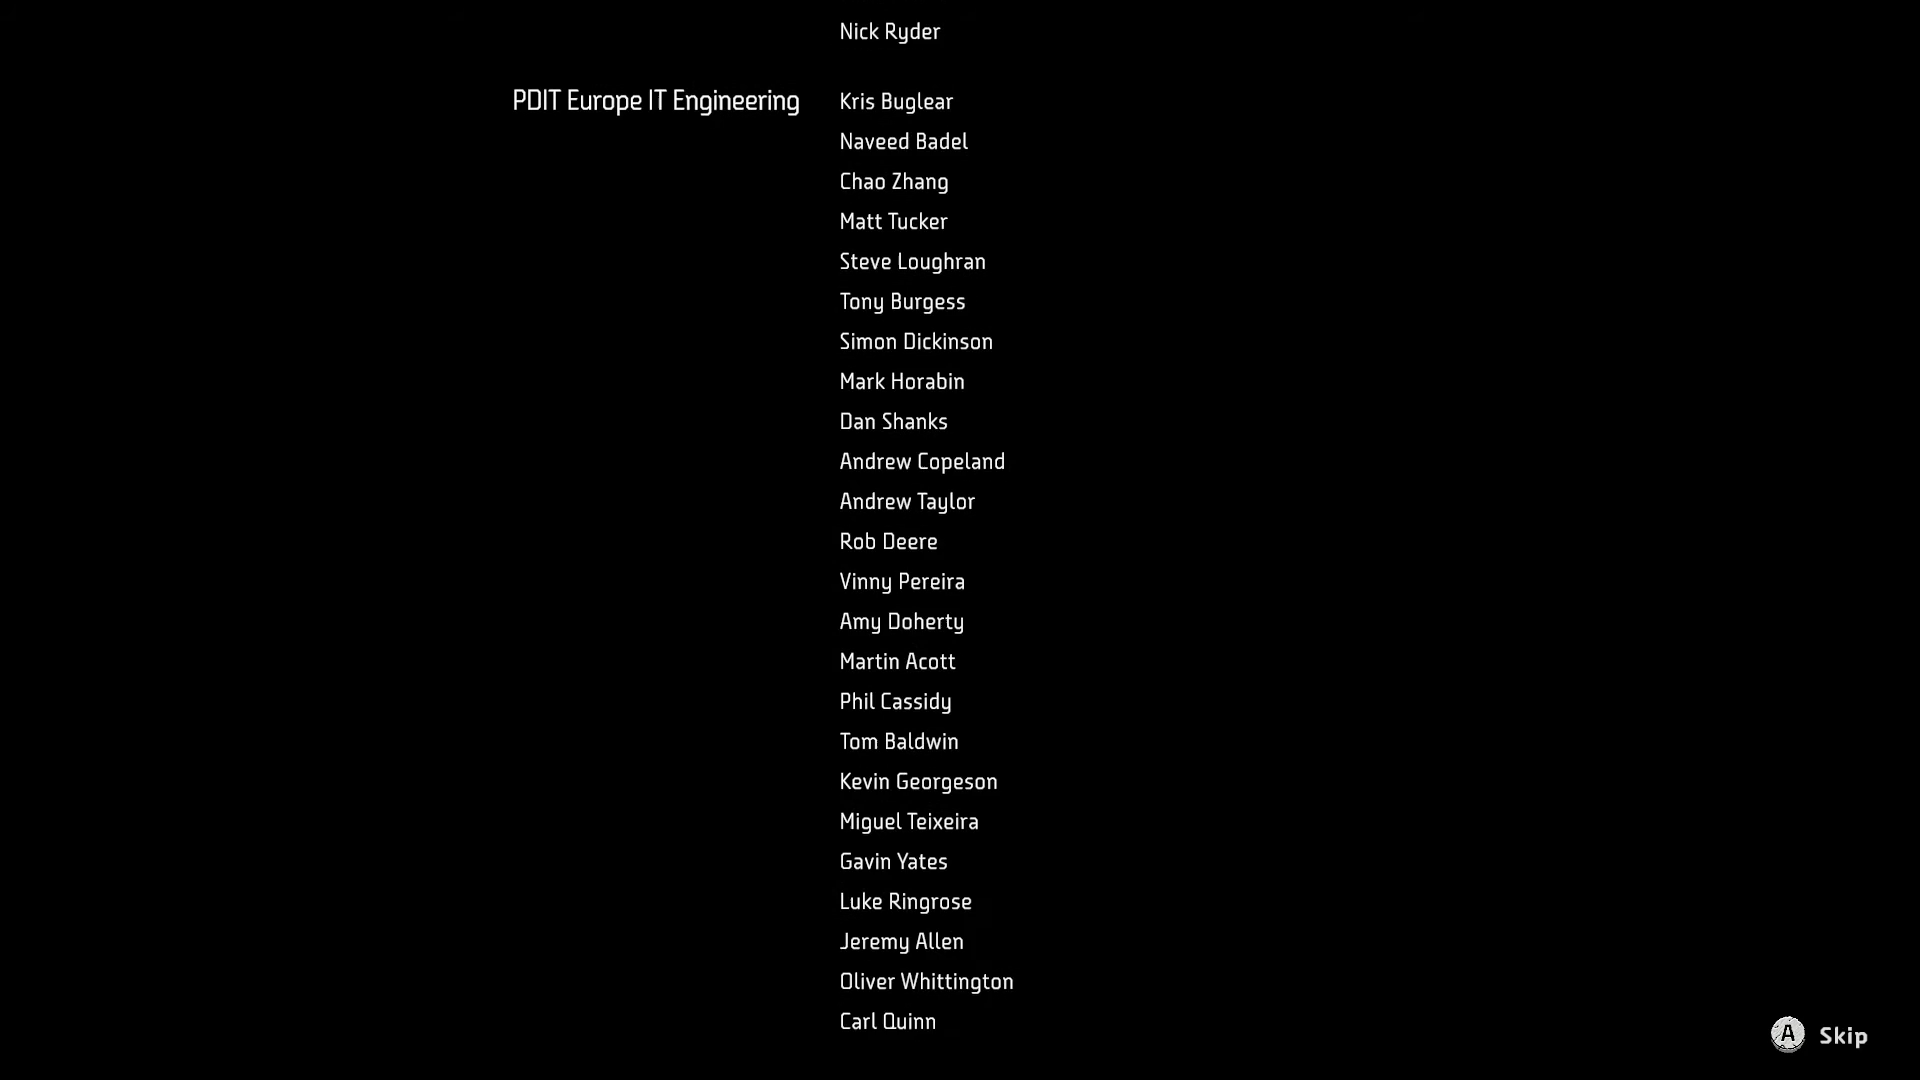 Nick Ryder
PDIT Europe IT Engineering Kris Buglear
Naveed Badel
Chao Zhang
Matt Tucker
Steve Loughran
Tony Burgess
Simon Dickinson
Mark Horabin
Dan Shanks
Andrew Copeland
Andrew Taylor
Rob Deere
Vinny Pereira
Amy Doherty
Martin Acott
Phil Cassidy
Tom Baldwin
Kevin Georgeson
Miguel Teixeira
Gavin Yates
Luke Ringrose
Jeremy Allen
Oliver Whittington
Carl Quinn
A Skip